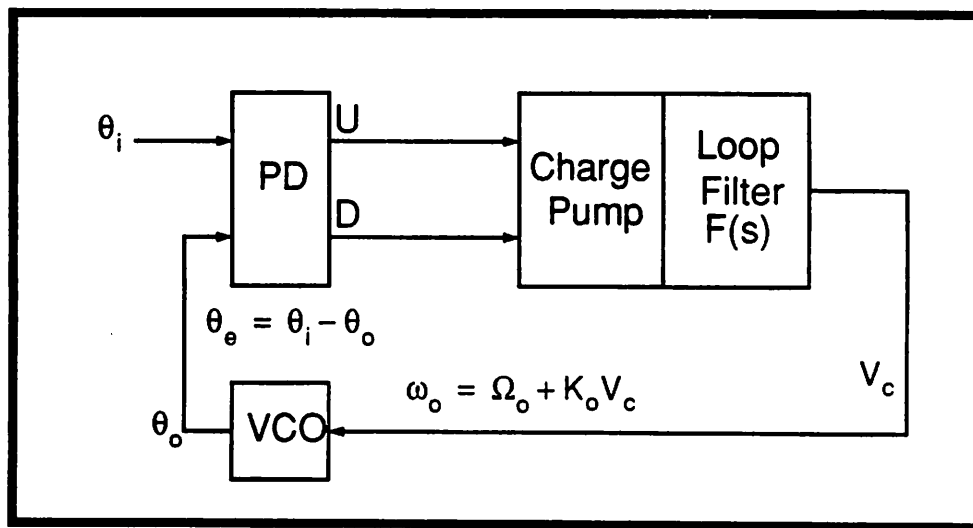 θi
U
PD
D
Charge
Pump
Loop
Filter
F(s)
θe = θi − θo
ωo = Ωo + KoVc
Vc
θo
VCO